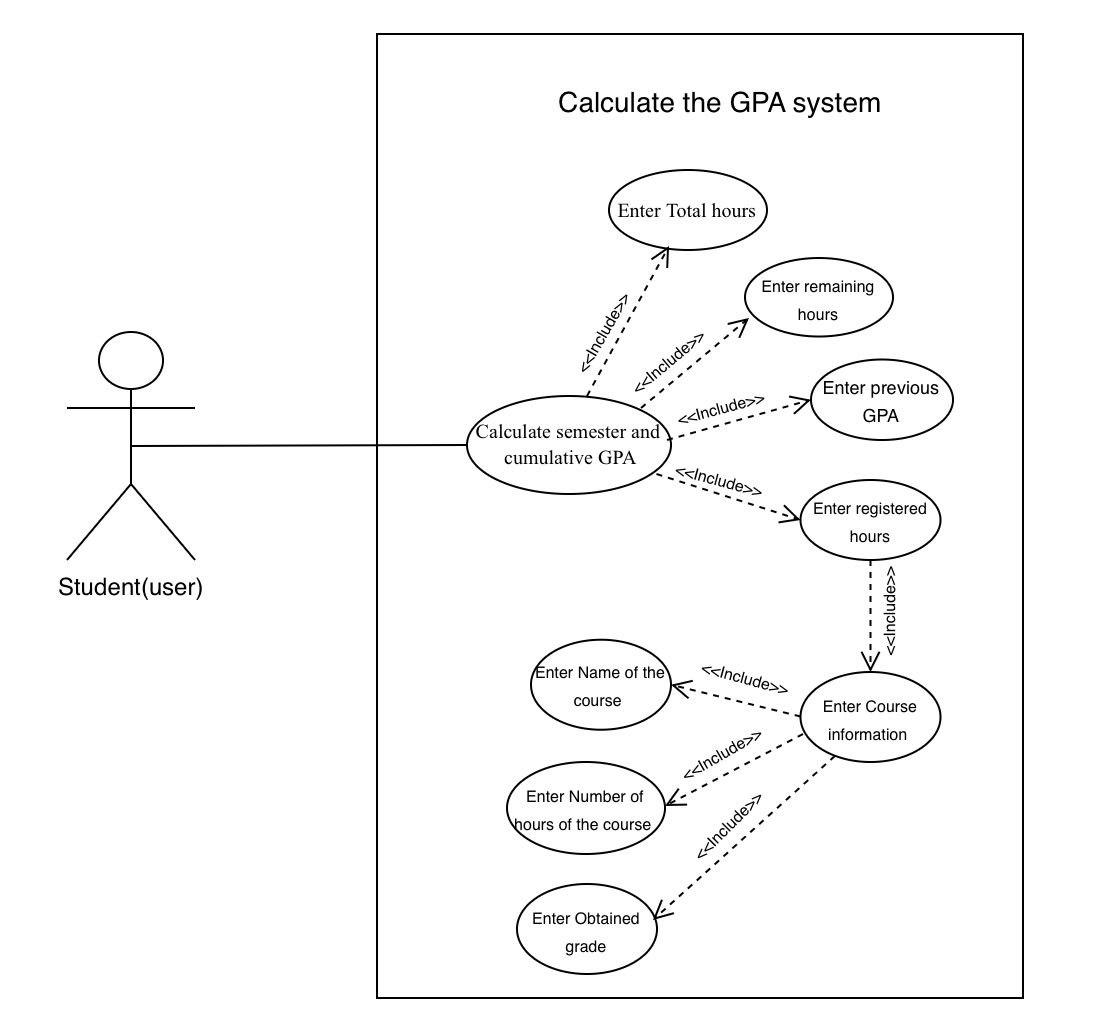 Calculate the GPA system
Enter Total hours
<<Include>>
Enter remaining
hours
<<Include>>
Enter previous
GPA
<<Include>>
Calculate semester and
cumulative GPA
<<Include>>
Enter registered
hours
Student(user)
<<Include>>
Enter Name of the
course
<<Include>>
Enter Course
information
<<Include>>
Enter Number of
hours of the course
<<Include>>
Enter Obtained
grade